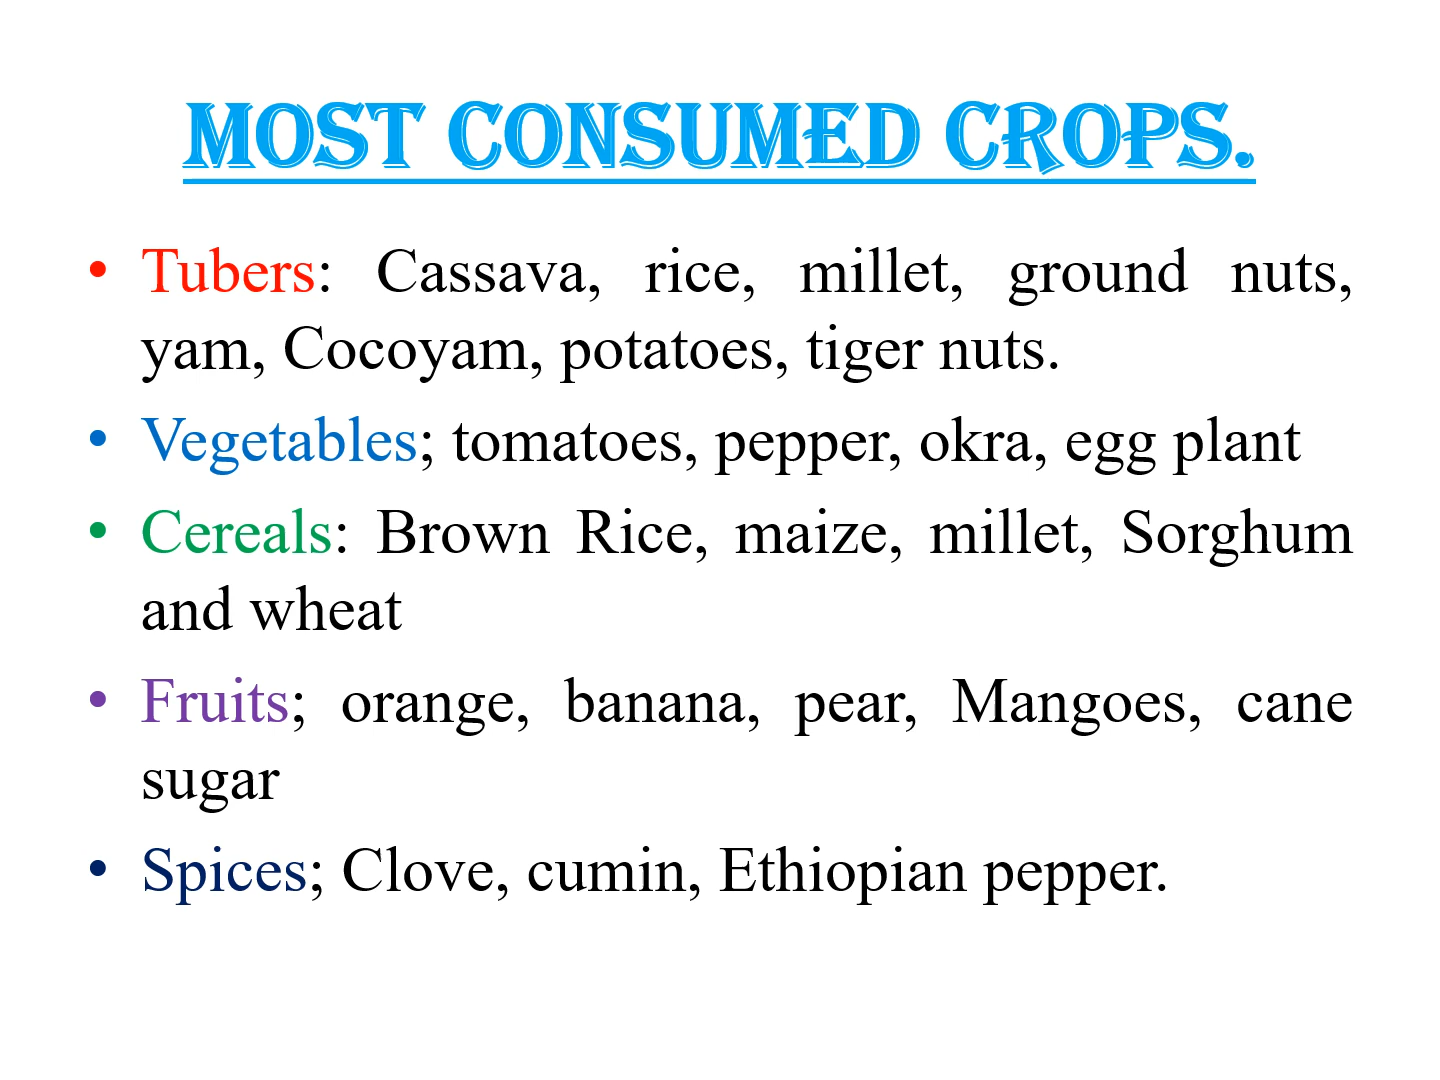 MOST CONSUMED CROPS.
• Tubers: Cassava, rice, millet, ground nuts,
yam, Cocoyam, potatoes, tiger nuts.
• Vegetables; tomatoes, pepper, okra, egg plant
• Cereals: Brown Rice, maize, millet, Sorghum
and wheat
• Fruits; orange, banana, pear, Mangoes, cane
sugar
• Spices; Clove, cumin, Ethiopian pepper.